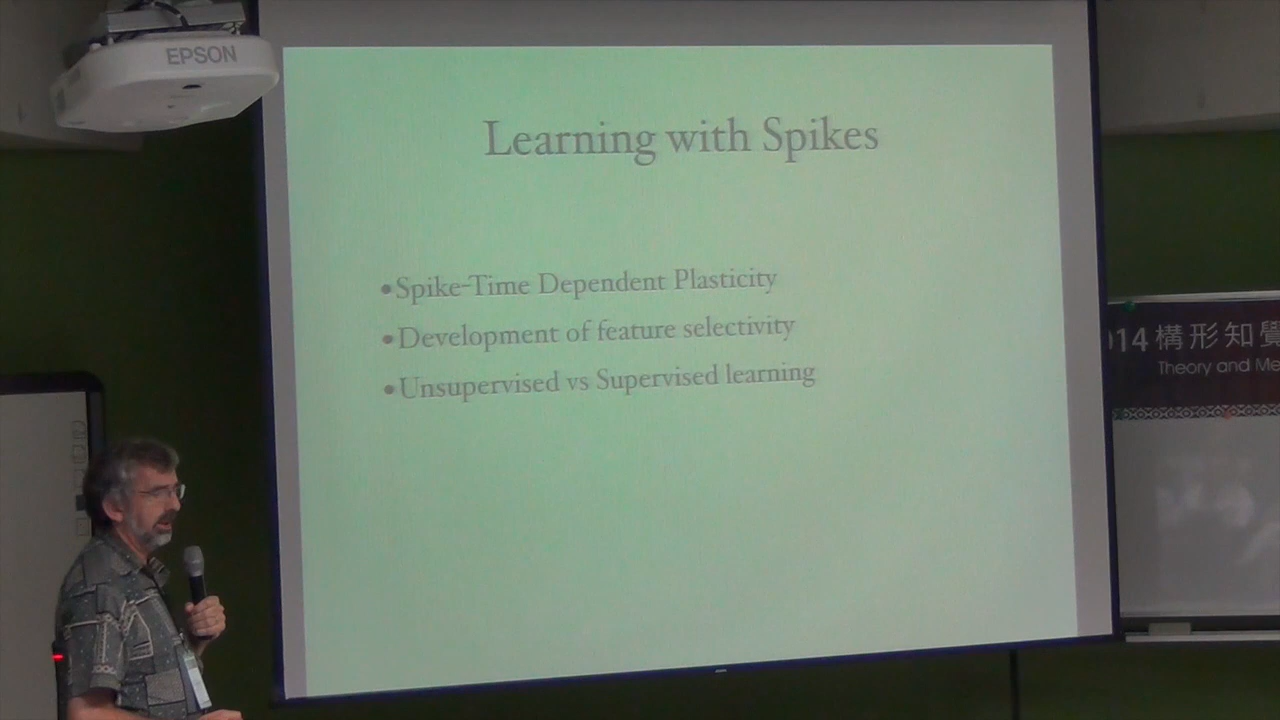 EPSON
Learning with Spikes
•Spike-Time Dependent Plasticity
•Development of feature selectivity
•Unsupervised vs Supervised learning
14 構形知覺
Theory and Me